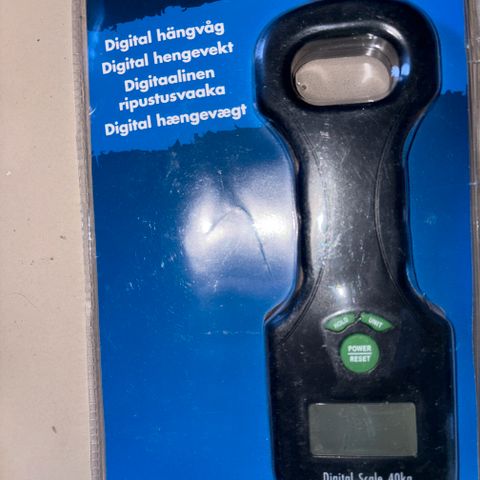 Digital hängvåg
Digital hengevekt
Digitaalinen
ripustusvaaka
Digital hængevægt
HOLD UNIT
POWER
RESET
Digital Scale 40kg